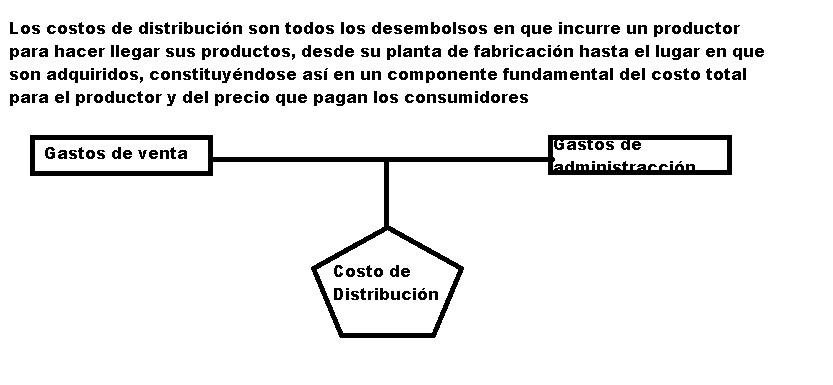 Los costos de distribución son todos los desembolsos en que incurre un productor
para hacer llegar sus productos, desde su planta de fabricación hasta el lugar en que
son adquiridos, constituyéndose así en un componente fundamental del costo total
para el productor y del precio que pagan los consumidores
Gastos de venta
Gastos de
administracción
Costo de
Distribución